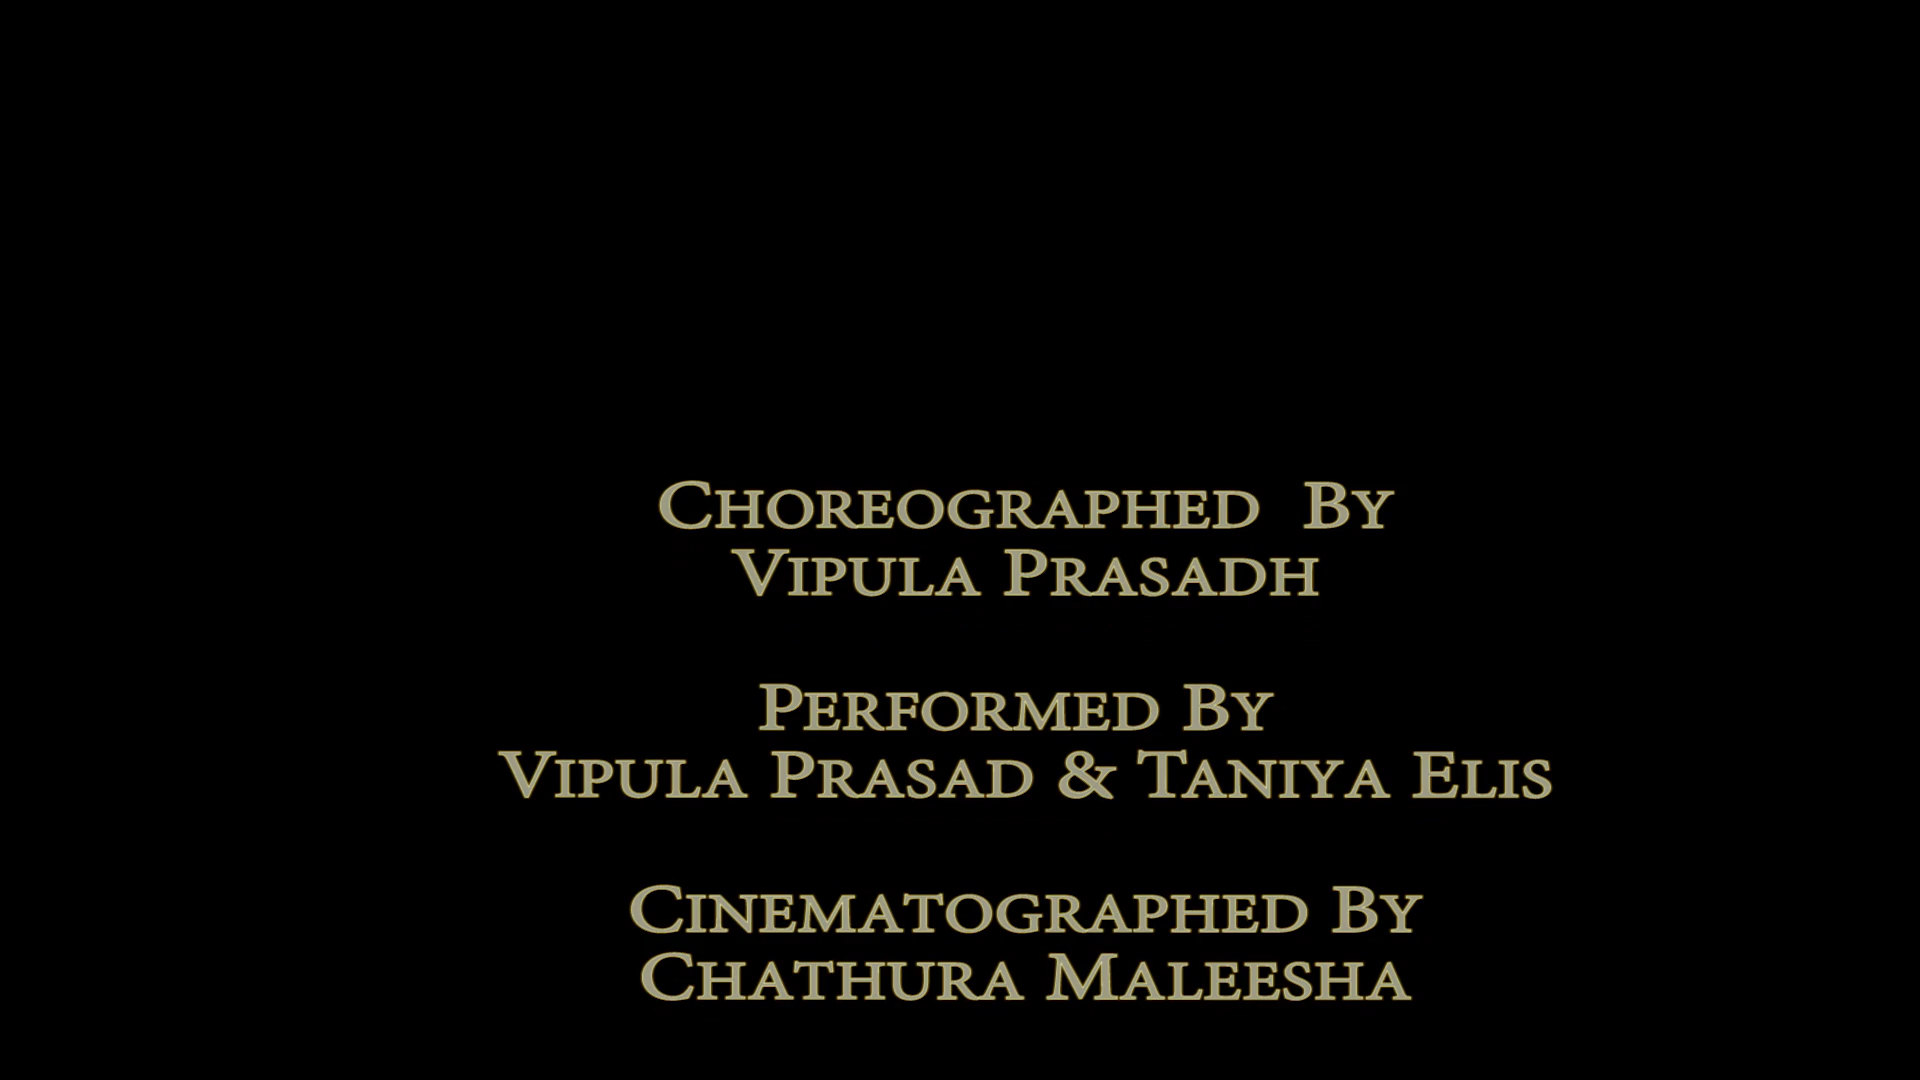 Choreographed By
Vipula Prasadh
Performed By
Vipula Prasad & Taniya Elis
Cinematographed By
Chathura Maleesha